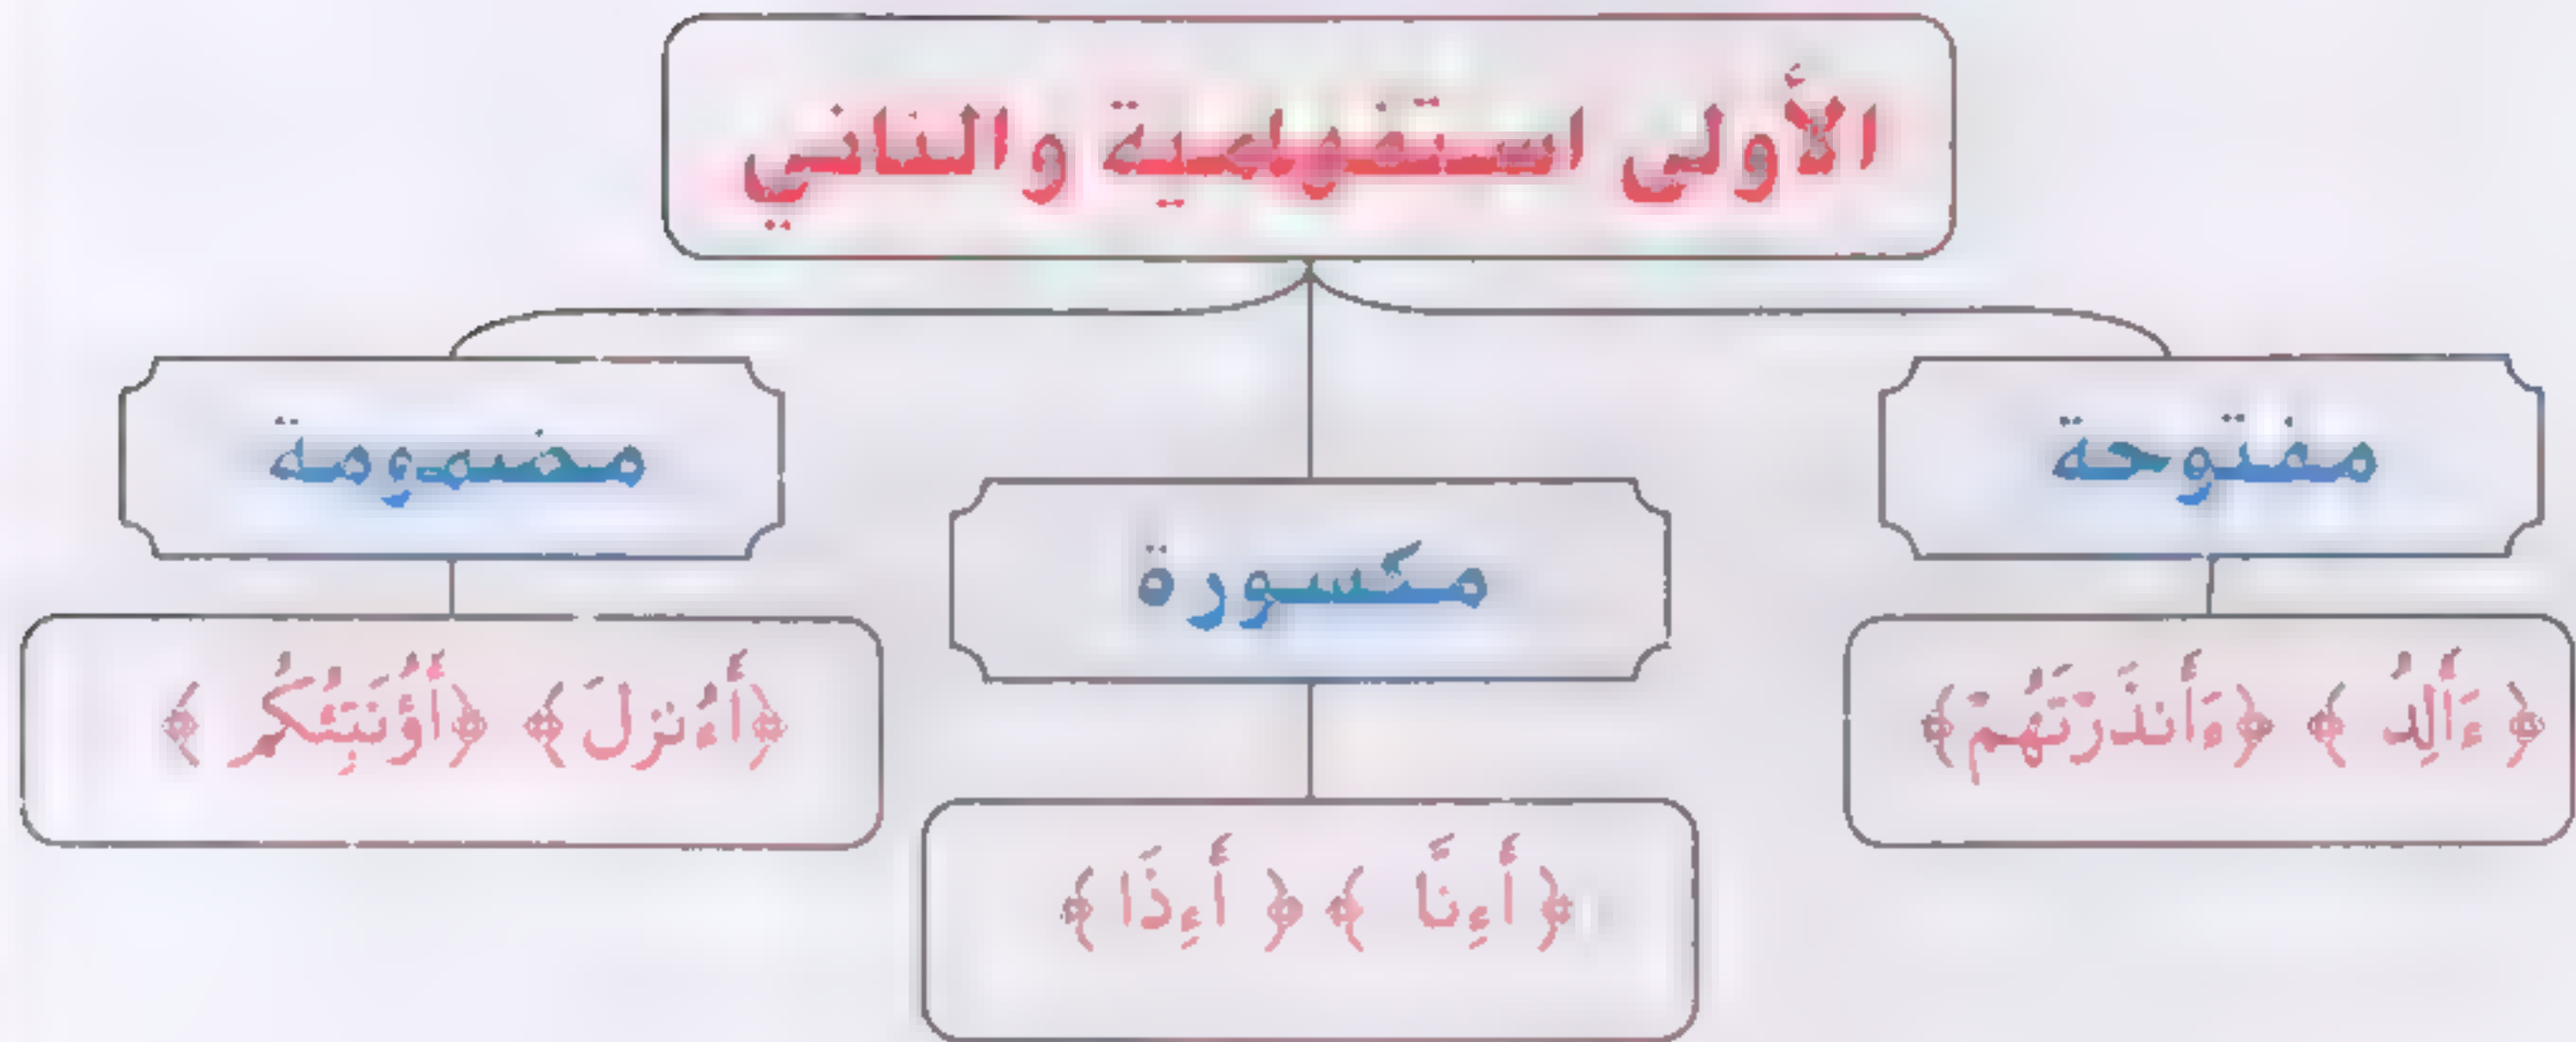 الأولى استفهامية والثاني
مفتوحة
مضمومة
مكسورة
﴿ ءَأَلِدُ ﴾ ﴿ءَأَنذَرۡتَهُمۡ﴾
﴿أَءُنزِلَ﴾ ﴿أَؤُنَبِّئُكُم ﴾
﴿أَءِنَّا ﴾ ﴿ أَءِذَا ﴾